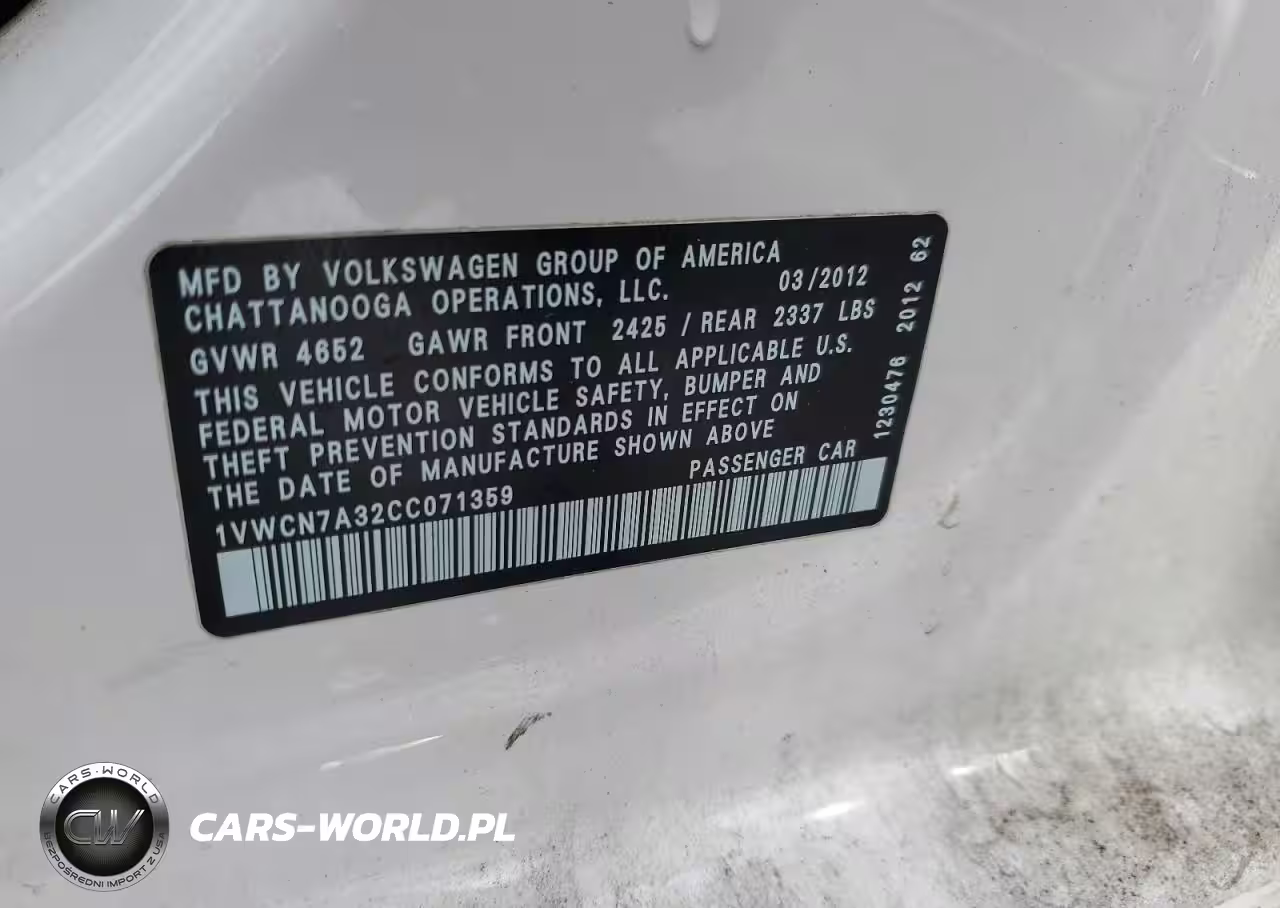 MFD BY VOLKSWAGEN GROUP OF AMERICA
CHATTANOOGA OPERATIONS, LLC. 03/2012
GVWR 4652 GAWR FRONT 2425 / REAR 2337 LBS
THIS VEHICLE CONFORMS TO ALL APPLICABLE U.S.
FEDERAL MOTOR VEHICLE SAFETY, BUMPER AND
THEFT PREVENTION STANDARDS IN EFFECT ON
THE DATE OF MANUFACTURE SHOWN ABOVE
1VWCN7A32CC071359 PASSENGER CAR
1230476 2012 62
CARS-WORLD
CW
BEZPOŚREDNI IMPORT Z USA
CARS-WORLD.PL